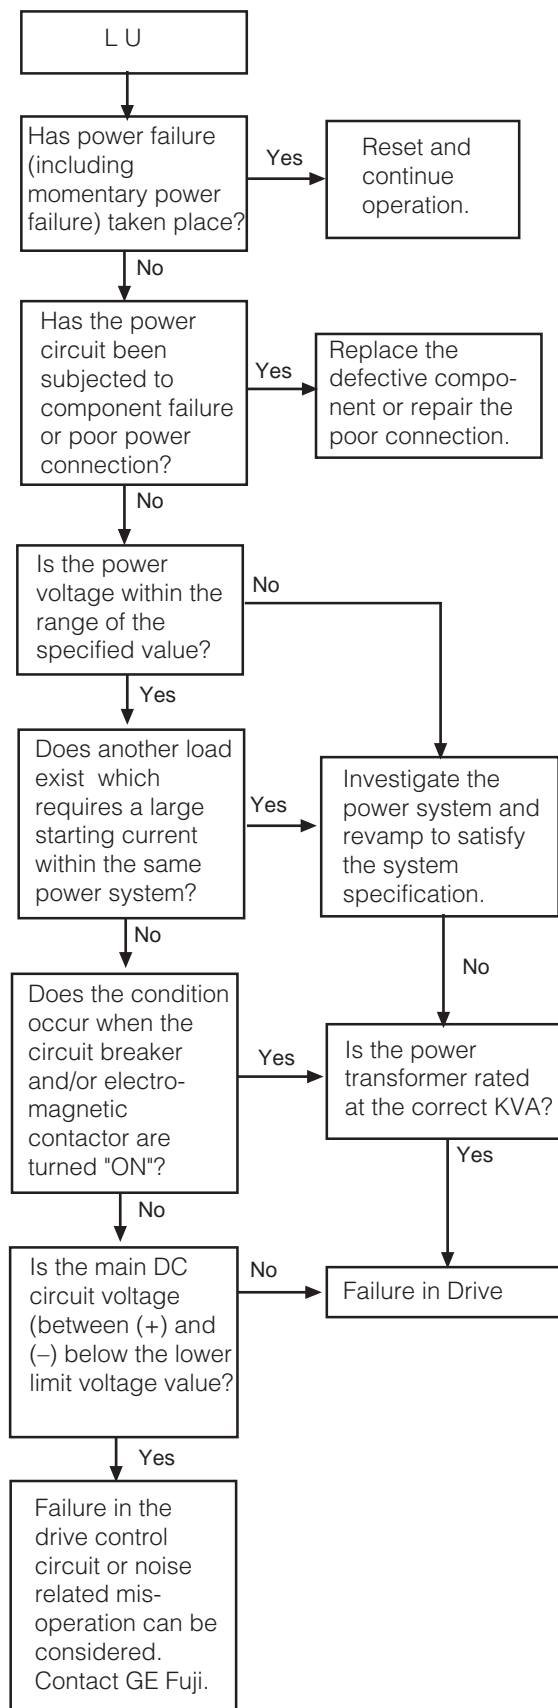 L U
Has power failure
(including
momentary power
failure) taken place?
Yes
Reset and
continue
operation.
No
Has the power
circuit been
subjected to
component failure
or poor power
connection?
Yes
Replace the
defective compo-
nent or repair the
poor connection.
No
Is the power
voltage within the
range of the
specified value?
No
Yes
Does another load
exist which
requires a large
starting current
within the same
power system?
Yes
Investigate the
power system and
revamp to satisfy
the system
specification.
No
No
Does the condition
occur when the
circuit breaker
and/or electro-
magnetic
contactor are
turned "ON"?
Yes
Is the power
transformer rated
at the correct KVA?
Yes
No
Is the main DC
circuit voltage
(between (+) and
(–) below the lower
limit voltage value?
No
Failure in Drive
Yes
Failure in the
drive control
circuit or noise
related mis-
operation can be
considered.
Contact GE Fuji.